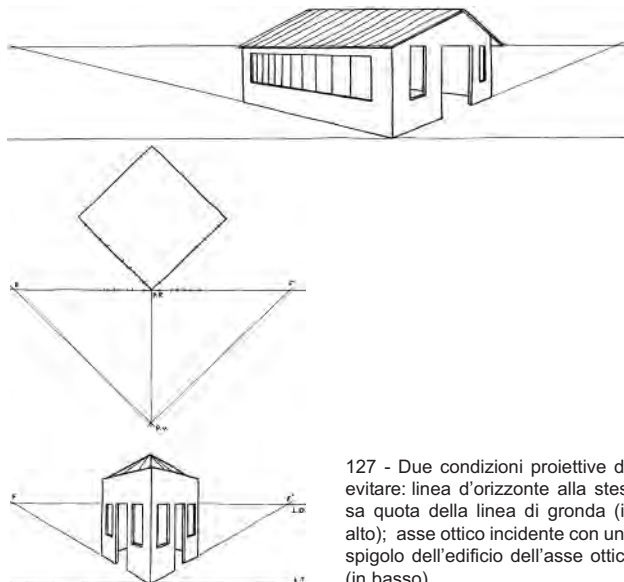 P.P.
P.V.
F
F'
L.O.
L.T.
127 - Due condizioni proiettive d
evitare: linea d'orizzonte alla stes
sa quota della linea di gronda (i
alto); asse ottico incidente con un
spigolo dell'edificio dell'asse ottic
(in basso)